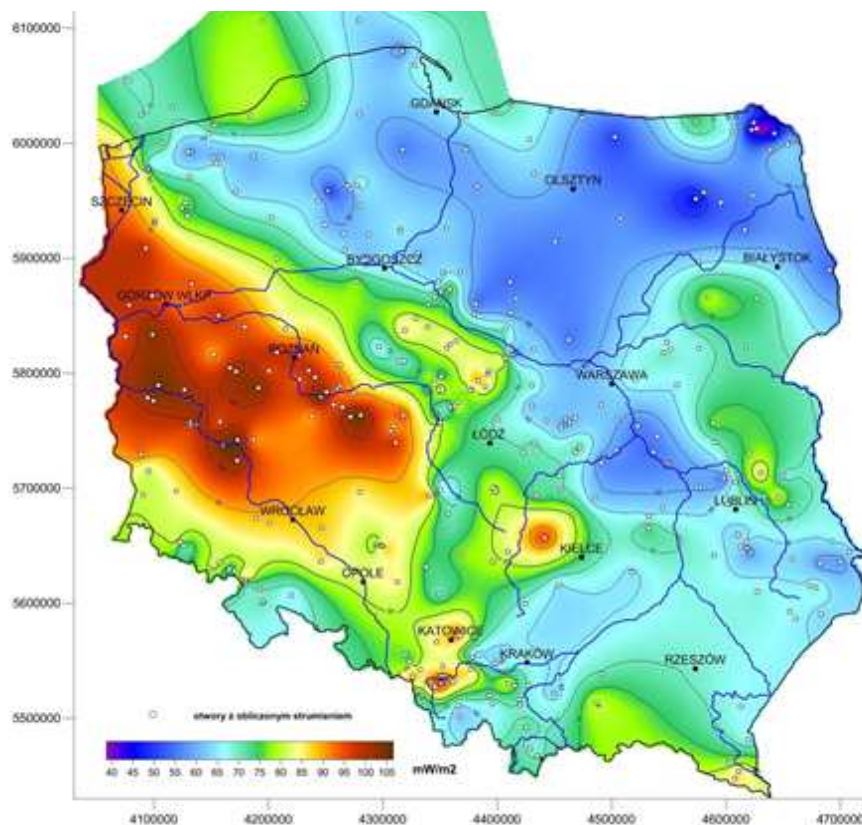 6100000
GDAŃSK
6000000
OLSZTYN
SZCZECIN
5900000
BYDGOSZCZ
BIAŁYSTOK
GORZÓW WLKP
POZNAŃ
5800000
WARSZAWA
ŁÓDŹ
5700000
LUBLIN
WROCŁAW
KIELCE
OPOLE
5600000
KATOWICE
KRAKÓW
RZESZÓW
5500000
otwory z obliczonym strumieniem
40 45 50 55 60 65 70 75 80 85 90 95 100 105 mW/m2
4100000 4200000 4300000 4400000 4500000 4600000 4700000